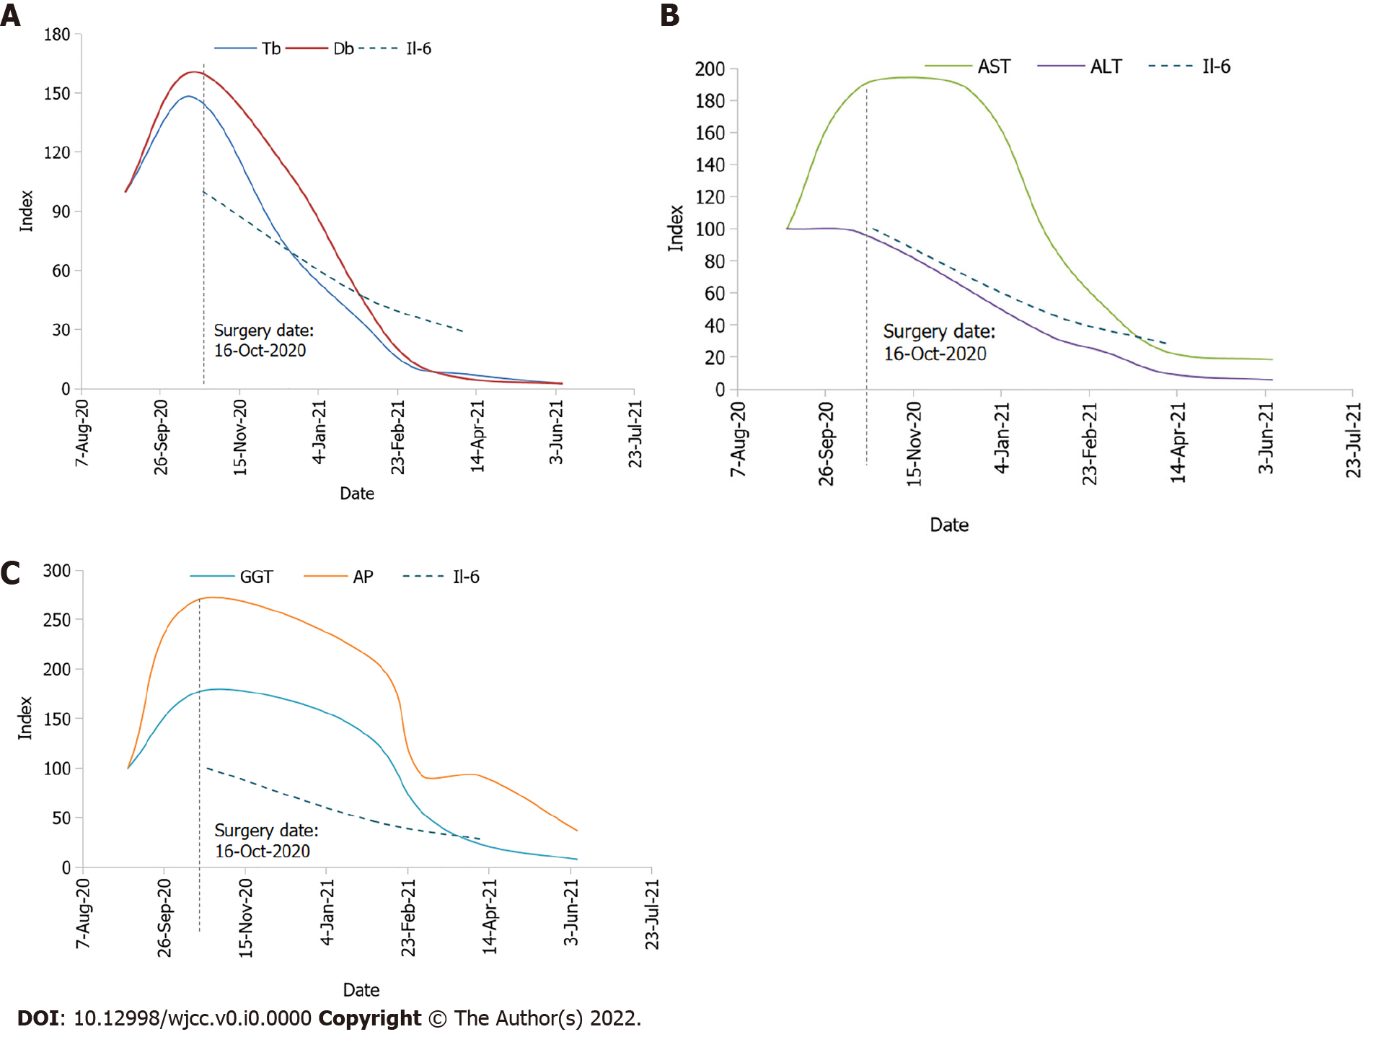 A
Tb Db Il-6
180
150
120
90
60
30
0
Index
Surgery date:
16-Oct-2020
7-Aug-20
26-Sep-20
15-Nov-20
4-Jan-21
23-Feb-21
14-Apr-21
3-Jun-21
23-Jul-21
Date
B
AST ALT Il-6
200
180
160
140
120
100
80
60
40
20
0
Index
Surgery date:
16-Oct-2020
7-Aug-20
26-Sep-20
15-Nov-20
4-Jan-21
23-Feb-21
14-Apr-21
3-Jun-21
23-Jul-21
Date
C
GGT AP Il-6
300
250
200
150
100
50
0
Index
Surgery date:
16-Oct-2020
7-Aug-20
26-Sep-20
15-Nov-20
4-Jan-21
23-Feb-21
14-Apr-21
3-Jun-21
23-Jul-21
Date
DOI: 10.12998/wjcc.v0.i0.0000 Copyright © The Author(s) 2022.